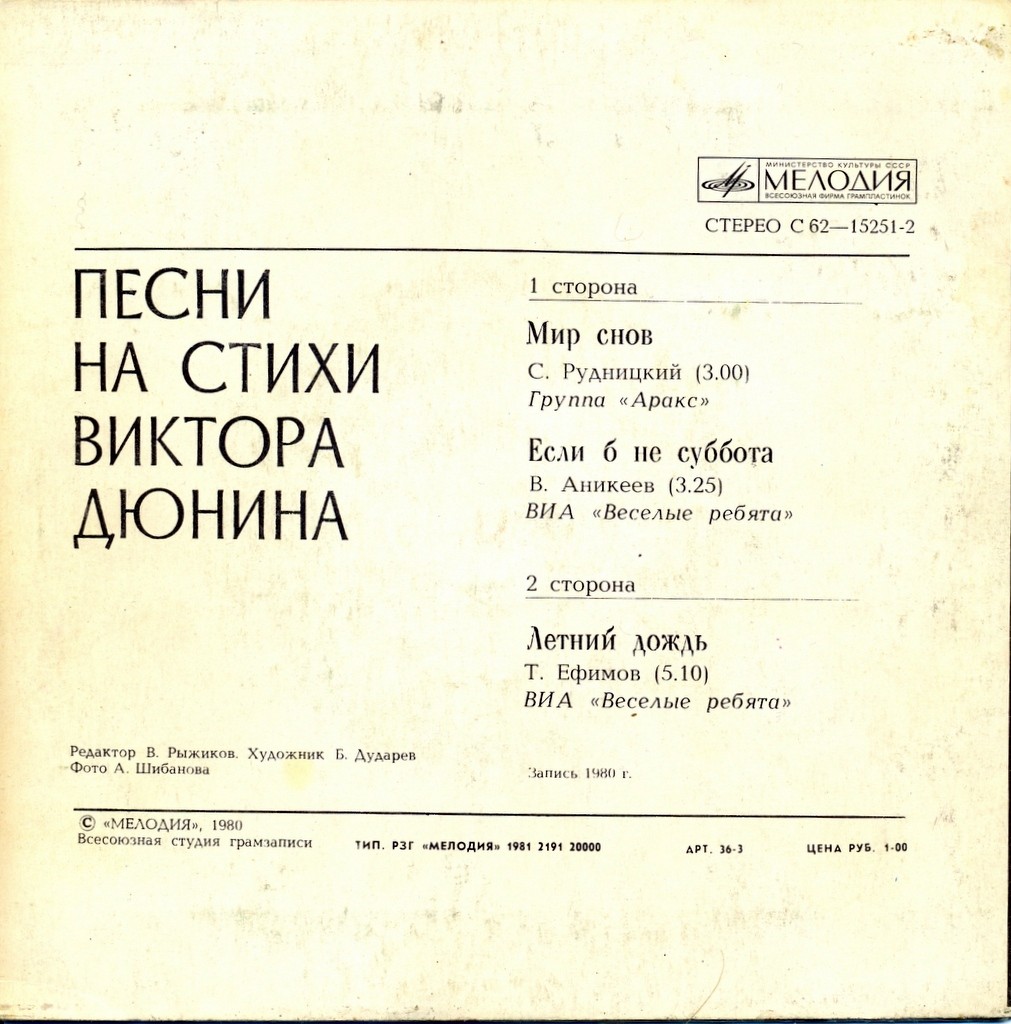 МИНИСТЕРСТВО КУЛЬТУРЫ СССР
МЕЛОДИЯ
ВСЕСОЮЗНАЯ ФИРМА ГРАМПЛАСТИНОК
СТЕРЕО С 62—15251-2
ПЕСНИ
НА СТИХИ
ВИКТОРА
ДЮНИНА
1 сторона
Мир снов
С. Рудницкий (3.00)
Группа «Аракс»
Если б не суббота
В. Аникеев (3.25)
ВИА «Веселые ребята»
2 сторона
Летний дождь
Т. Ефимов (5.10)
ВИА «Веселые ребята»
Редактор В. Рыжиков. Художник Б. Дударев
Фото А. Шибанова
Запись 1980 г.
© «МЕЛОДИЯ», 1980
Всесоюзная студия грамзаписи
ТИП. РЗГ «МЕЛОДИЯ» 1981 2191 20000
АРТ. 36-3
ЦЕНА РУБ. 1-00